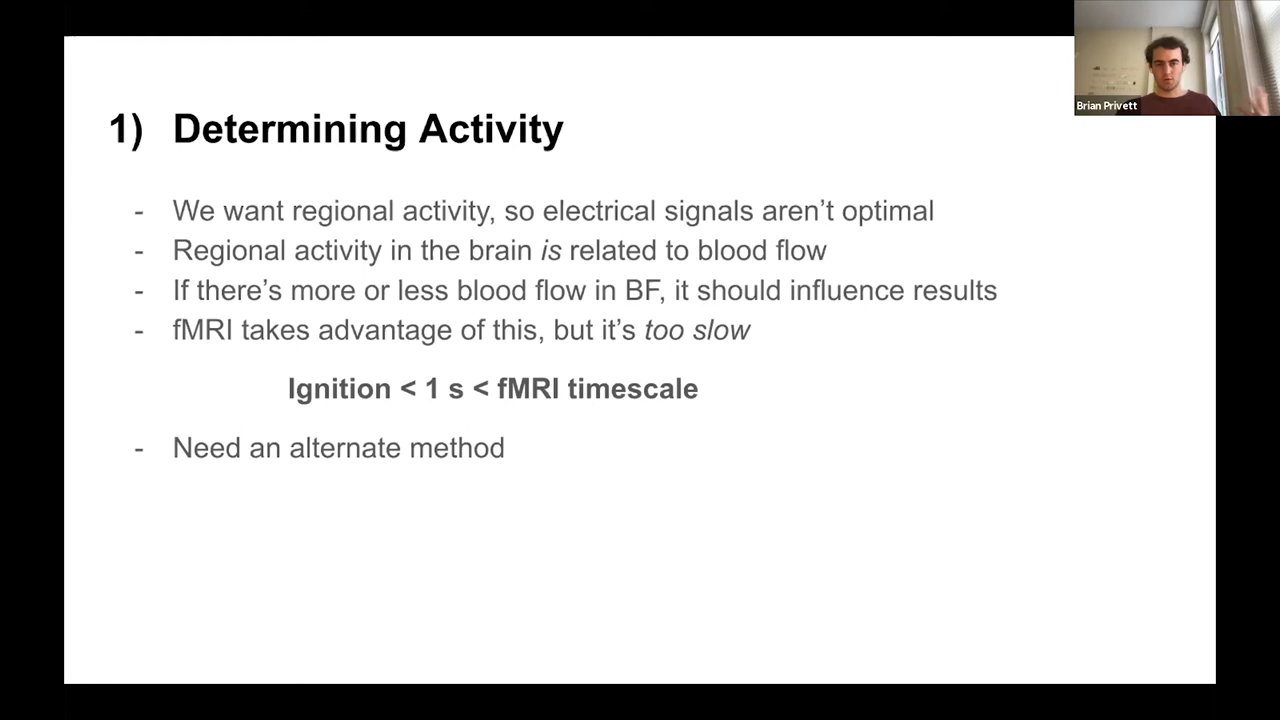 Brian Privett
1) Determining Activity
- We want regional activity, so electrical signals aren’t optimal
- Regional activity in the brain is related to blood flow
- If there’s more or less blood flow in BF, it should influence results
- fMRI takes advantage of this, but it’s too slow
Ignition < 1 s < fMRI timescale
- Need an alternate method